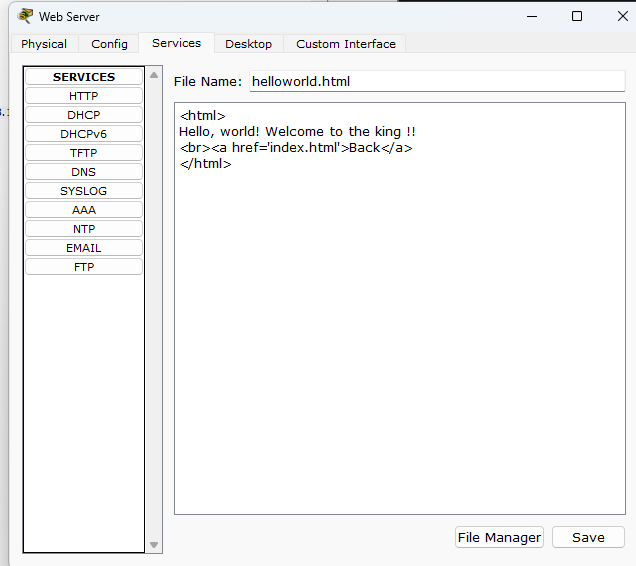 Web Server
Physical Config Services Desktop Custom Interface
SERVICES
HTTP
DHCP
DHCPv6
TFTP
DNS
SYSLOG
AAA
NTP
EMAIL
FTP
File Name: helloworld.html
<html>
Hello, world! Welcome to the king !!
<br><a href='index.html'>Back</a>
</html>
File Manager Save